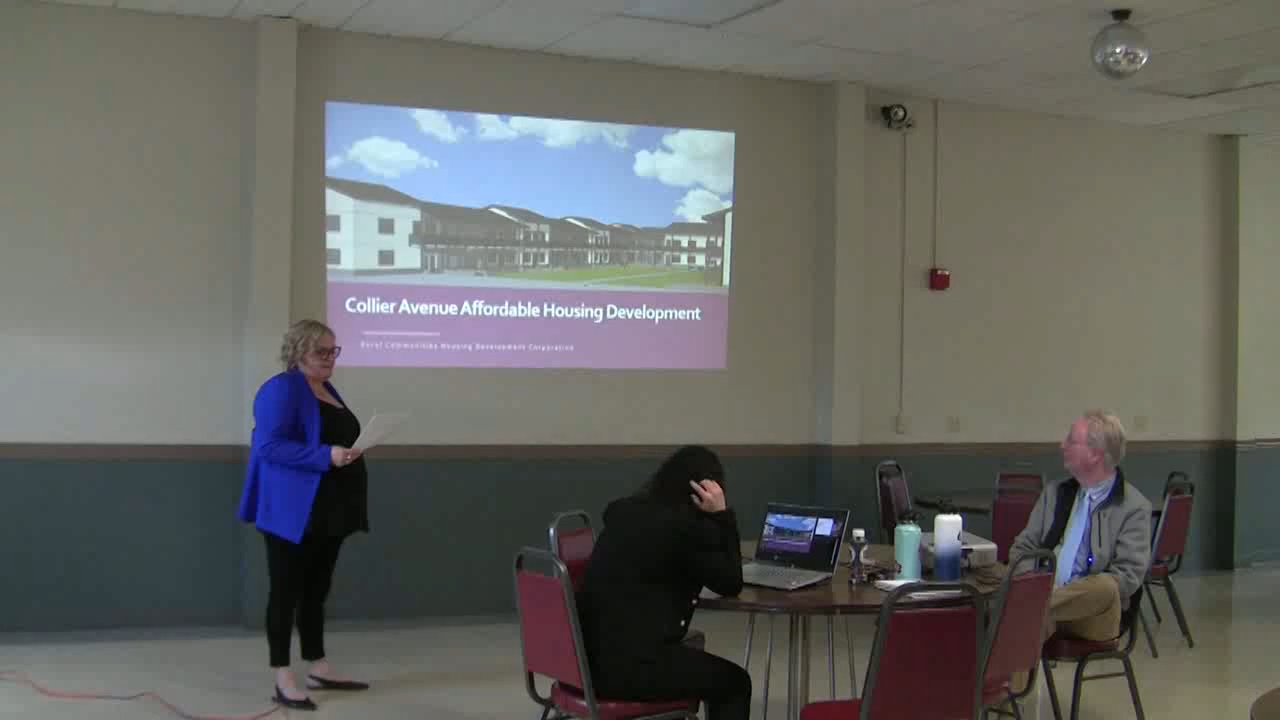 Collier Avenue Affordable Housing Development
Rural Communities Housing Development Corporation